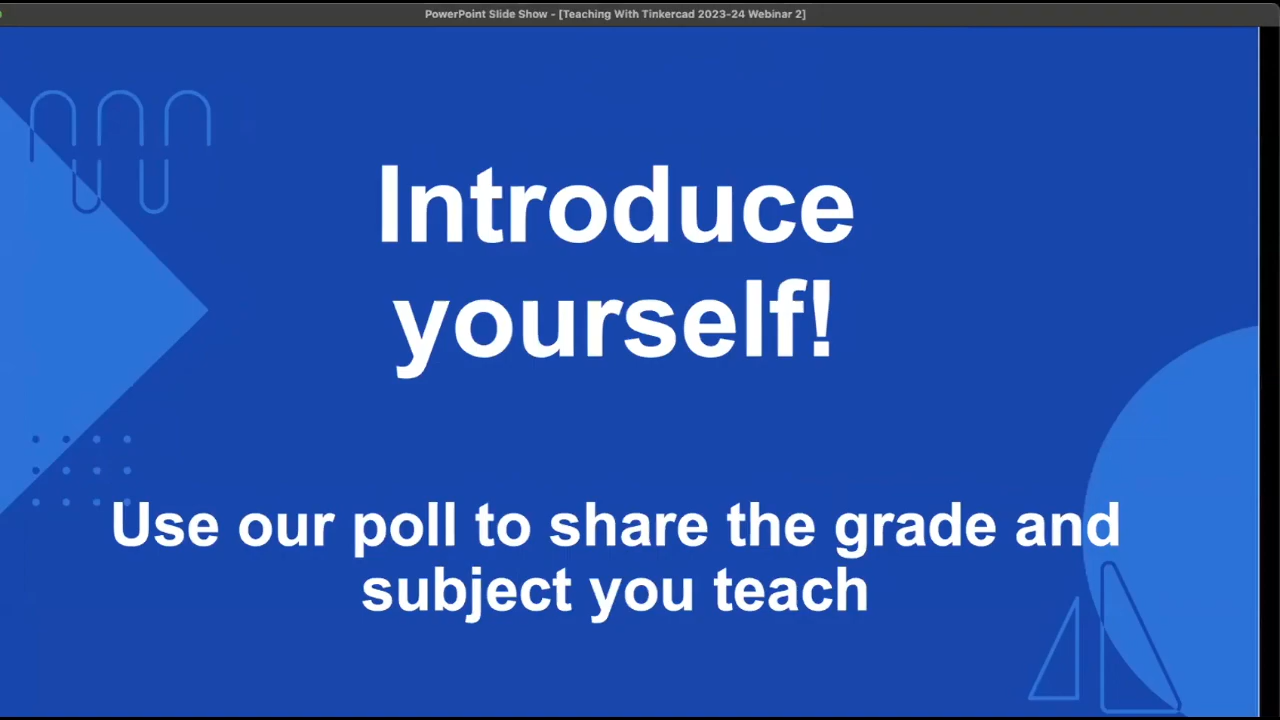 PowerPoint Slide Show - [Teaching With Tinkercad 2023-24 Webinar 2]
Introduce
yourself!
Use our poll to share the grade and
subject you teach